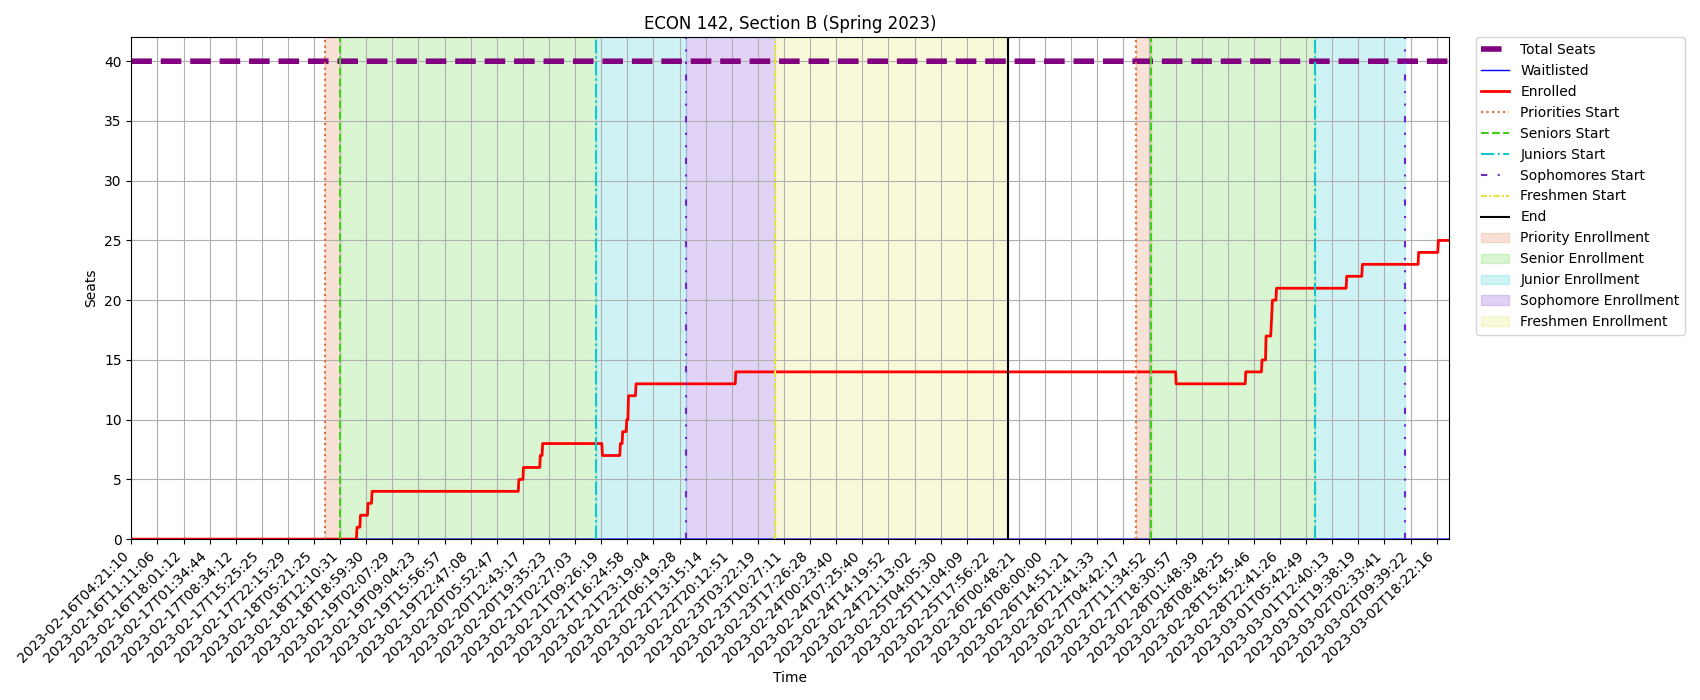 ECON 142, Section B (Spring 2023)
Seats
40
35
30
25
20
15
10
5
0
2023-02-16T04:21:10
2023-02-16T11:11:06
2023-02-16T18:01:12
2023-02-17T01:34:44
2023-02-17T08:34:12
2023-02-17T15:25:25
2023-02-17T22:15:29
2023-02-18T05:21:25
2023-02-18T12:10:31
2023-02-18T18:59:30
2023-02-19T02:07:29
2023-02-19T09:04:23
2023-02-19T15:56:57
2023-02-19T22:47:08
2023-02-20T05:52:47
2023-02-20T12:43:17
2023-02-20T19:35:23
2023-02-21T02:27:03
2023-02-21T09:26:19
2023-02-21T16:24:58
2023-02-21T23:19:04
2023-02-22T06:19:28
2023-02-22T13:15:14
2023-02-22T20:12:51
2023-02-23T03:22:19
2023-02-23T10:27:11
2023-02-23T17:26:28
2023-02-24T00:23:40
2023-02-24T07:25:40
2023-02-24T14:19:52
2023-02-24T21:13:02
2023-02-25T04:05:30
2023-02-25T11:04:09
2023-02-25T17:56:22
2023-02-26T00:48:21
2023-02-26T08:00:00
2023-02-26T14:51:21
2023-02-26T21:41:33
2023-02-27T04:42:17
2023-02-27T11:34:52
2023-02-27T18:30:57
2023-02-28T01:48:39
2023-02-28T08:48:25
2023-02-28T15:45:46
2023-02-28T22:41:26
2023-03-01T05:42:49
2023-03-01T12:40:13
2023-03-01T19:38:19
2023-03-02T02:33:41
2023-03-02T09:39:22
2023-03-02T18:22:16
Time
Total Seats
Waitlisted
Enrolled
Priorities Start
Seniors Start
Juniors Start
Sophomores Start
Freshmen Start
End
Priority Enrollment
Senior Enrollment
Junior Enrollment
Sophomore Enrollment
Freshmen Enrollment